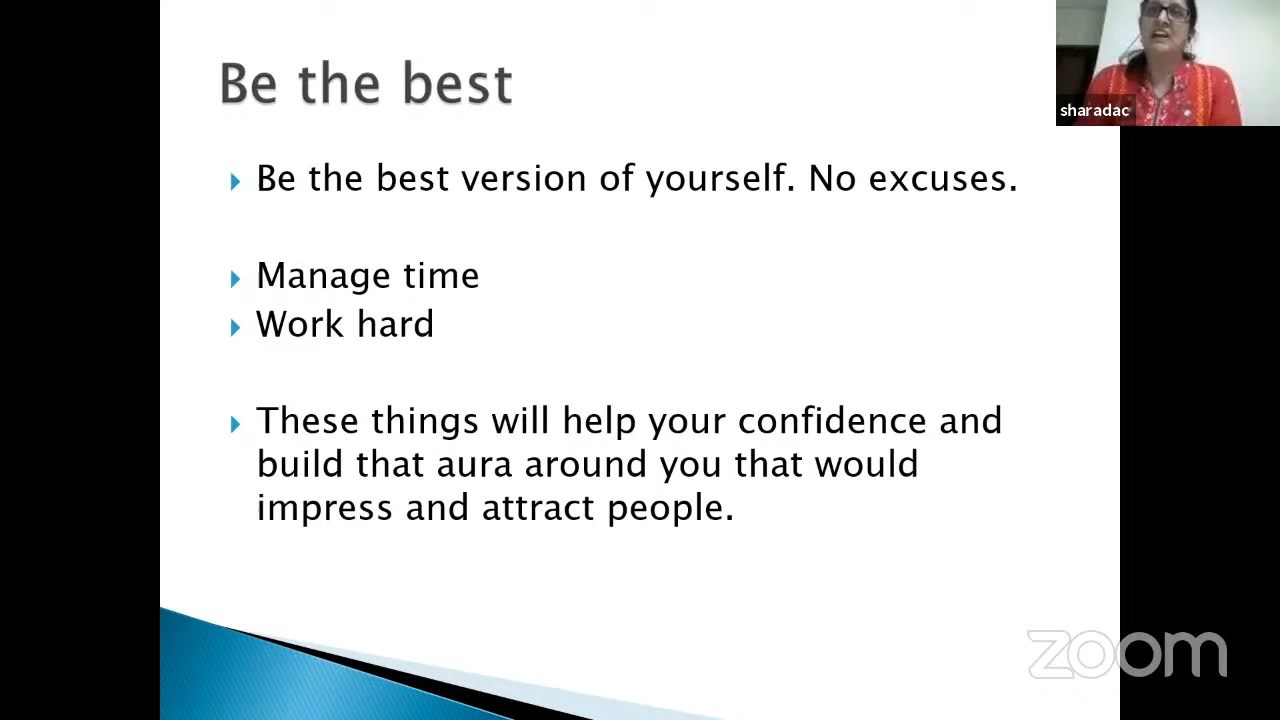 Be the best
sharadac
Be the best version of yourself. No excuses.
Manage time
Work hard
These things will help your confidence and
build that aura around you that would
impress and attract people.
zoom